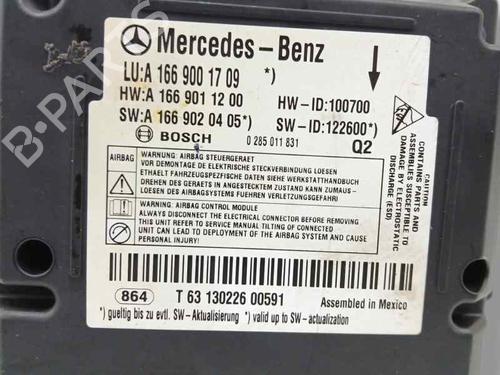 Mercedes-Benz
LU:A 166 900 17 09 *)
HW:A 166 901 12 00 HW-ID:100700
SW:A 166 902 04 05*) SW-ID:122600*)
BOSCH 0 285 011 831 Q2
AIRBAG WARNUNG: AIRBAG STEUERGERAET
VOR DEMONTAGE DIE ELEKTRISCHE STECKVERBINDUNG LOESEN
ETHAELT FAHRZEUGSPEZIFISCHE DATEN SIEHE WERKSTATTHANDBUCH
DREHEN DES GERAETES IN ANGESTECKTEM ZUSTAND KANN ZUMAUS-
LOESEN DES AIRBAGSYSTEMS FUEHREN VERLETZUNGSGEFAHR!
WARNING: AIRBAG CONTROL MODULE
ALWAYS DISCONNECT THE ELECTRICAL CONNECTOR BEFORE REMOVING
THIS UNIT REFER TO SERVICE MANUAL TILTING OF CONNECTED
UNIT CAN LEAD TO DEPLOYMENT OF THE AIRBAG SYSTEM AND CAUSE
PERSONAL INJURY!
CAUTION
ASSEMBLIES SUSCEPTIBLE TO
DAMAGE BY ELECTROSTATIC
DISCHARGE (ESD)
864 T 63 130226 00591 Assembled in Mexico
*) gueltig bis zu evtl. SW-Aktualisierung *) valid up to SW-actualization
B-PARTS